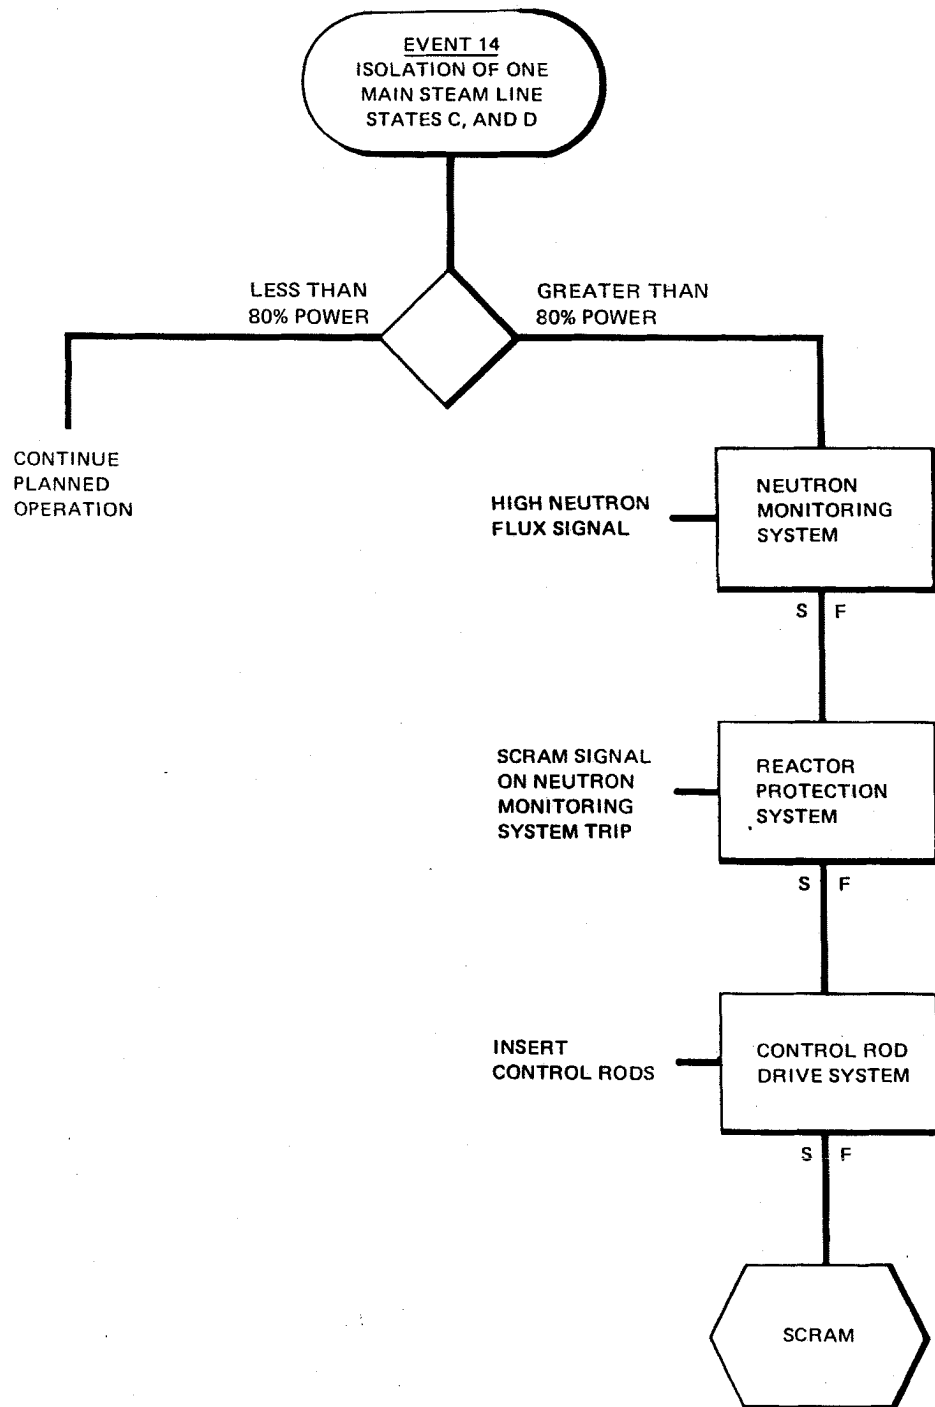 EVENT 14
ISOLATION OF ONE
MAIN STEAM LINE
STATES C, AND D
LESS THAN
80% POWER
GREATER THAN
80% POWER
CONTINUE
PLANNED
OPERATION
HIGH NEUTRON
FLUX SIGNAL
NEUTRON
MONITORING
SYSTEM
S F
SCRAM SIGNAL
ON NEUTRON
MONITORING
SYSTEM TRIP
REACTOR
PROTECTION
SYSTEM
S F
INSERT
CONTROL RODS
CONTROL ROD
DRIVE SYSTEM
S F
SCRAM